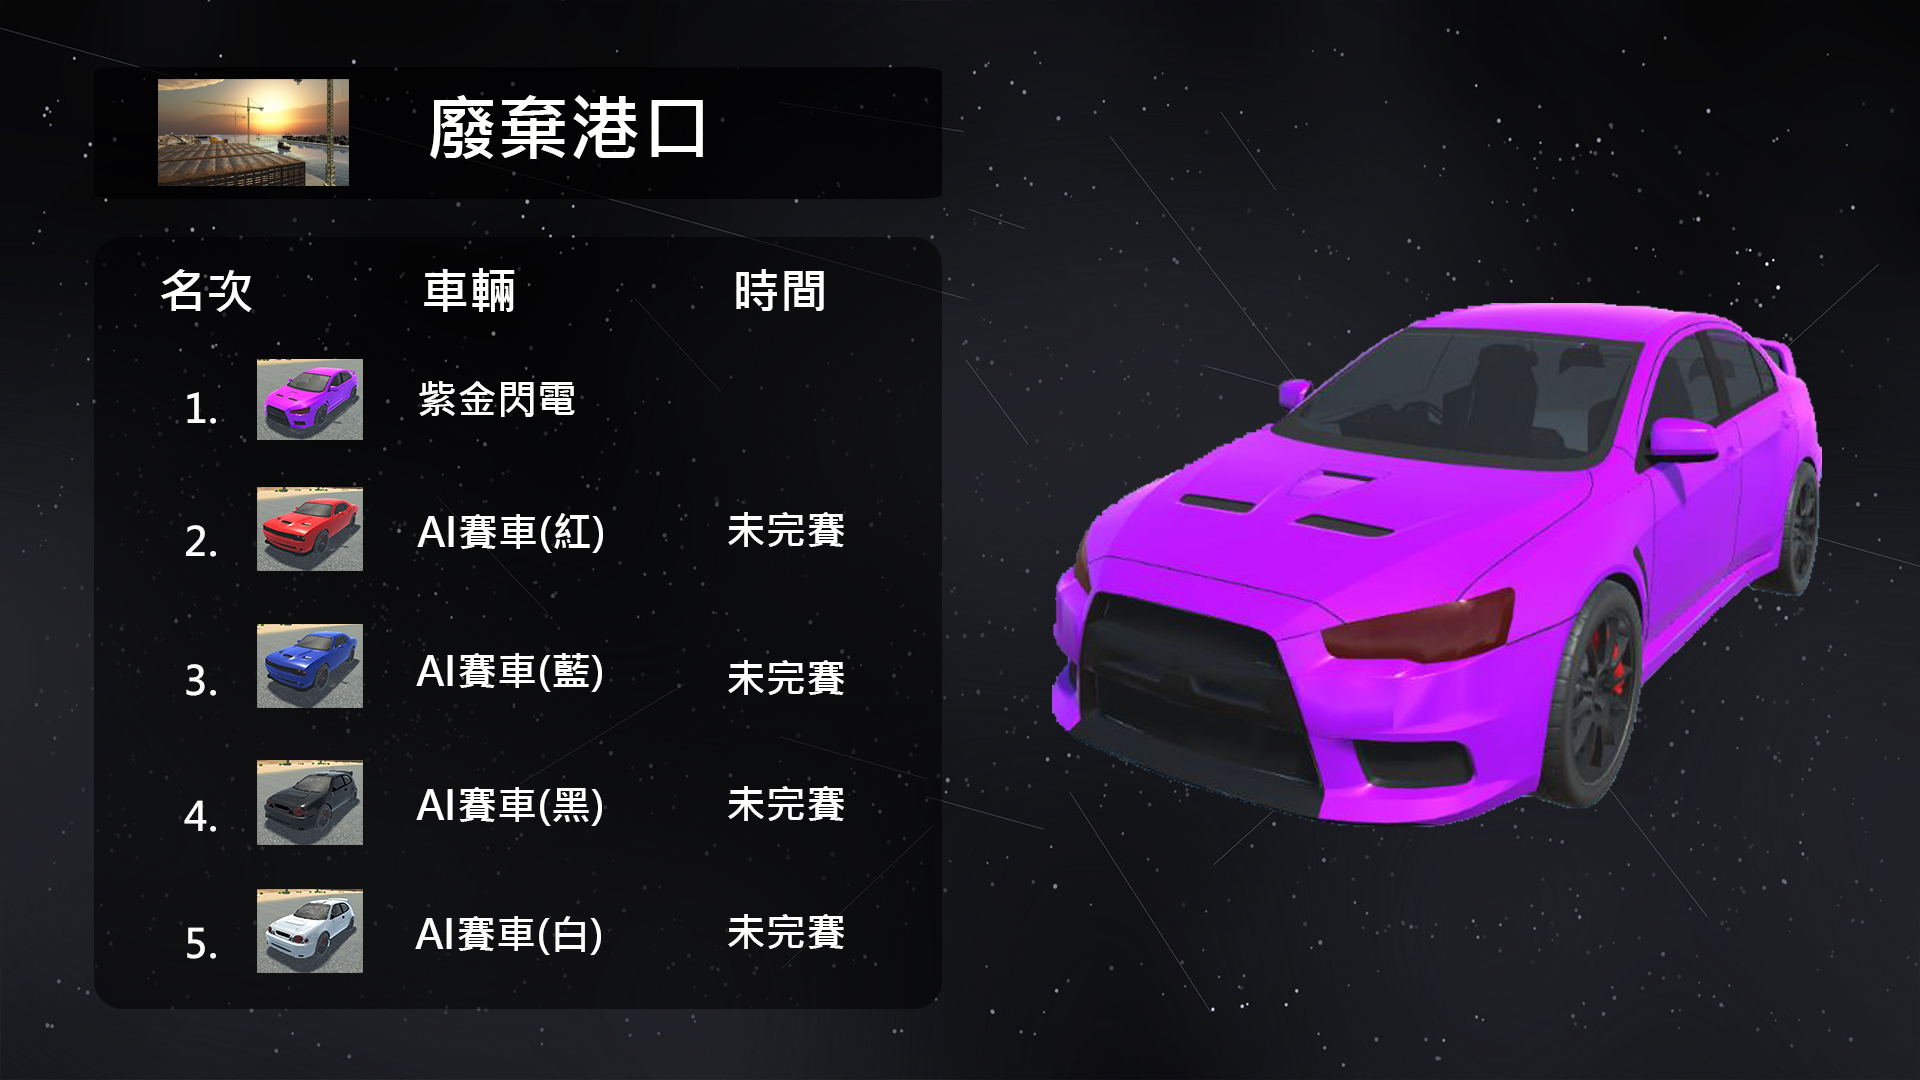 廢棄港口
名次 車輛 時間
1. 紫金閃電
2. AI賽車(紅) 未完賽
3. AI賽車(藍) 未完賽
4. AI賽車(黑) 未完賽
5. AI賽車(白) 未完賽